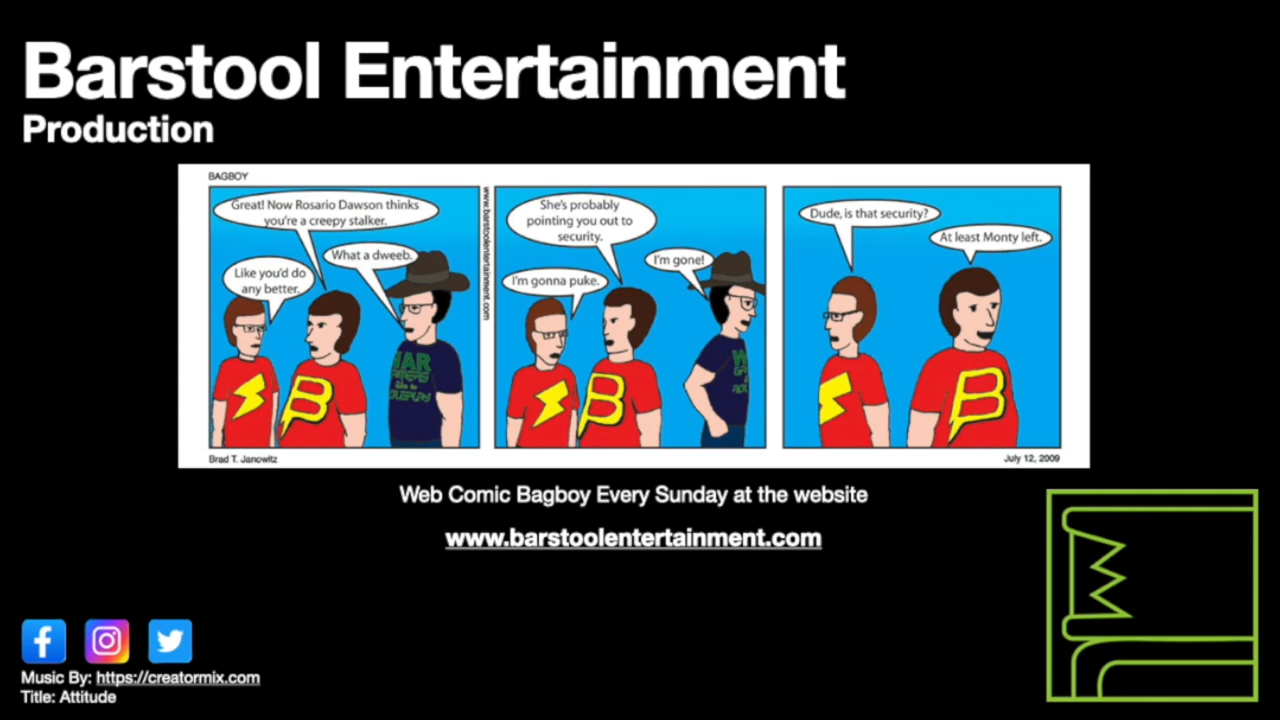 Barstool Entertainment
Production
BAGBOY
Great! Now Rosario Dawson thinks
you're a creepy stalker.
What a dweeb.
Like you'd do
any better.
www.barstoolentertainment.com
She's probably
pointing you out to
security.
I'm gone!
I'm gonna puke.
Dude, is that security?
At least Monty left.
Brad T. Janowitz
July 12, 2009
Web Comic Bagboy Every Sunday at the website
www.barstoolentertainment.com
Music By: https://creatormix.com
Title: Attitude